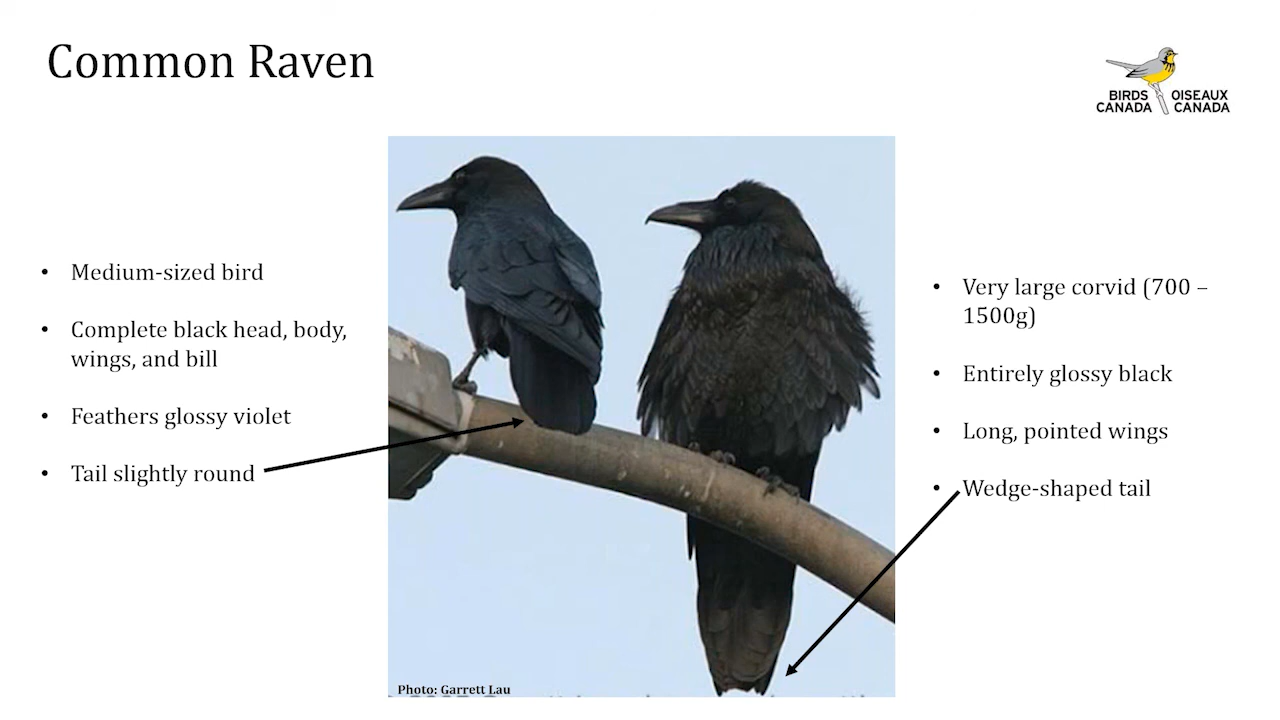 Common Raven
BIRDS CANADA
OISEAUX CANADA
• Medium-sized bird
• Complete black head, body,
wings, and bill
• Feathers glossy violet
• Tail slightly round
• Very large corvid (700 –
1500g)
• Entirely glossy black
• Long, pointed wings
• Wedge-shaped tail
Photo: Garrett Lau